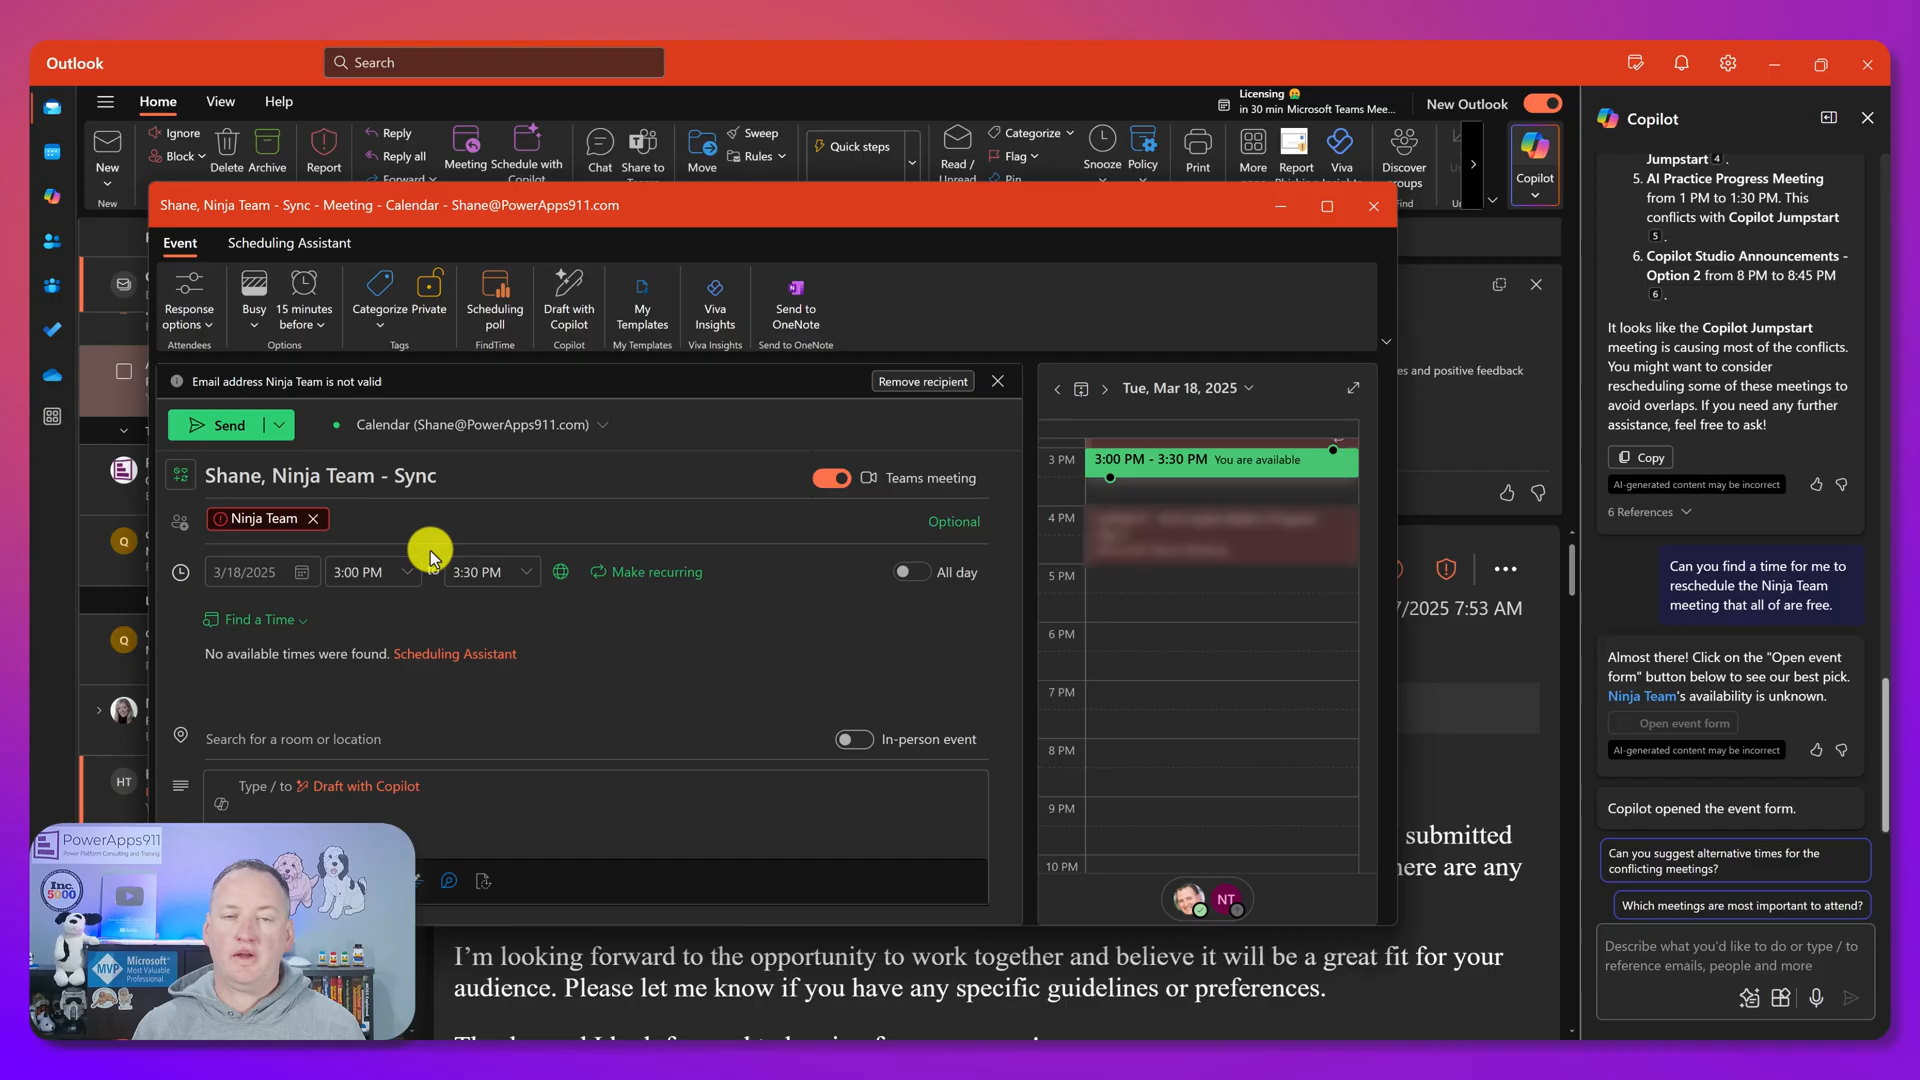 Outlook
Search
Home
View
Help
Licensing
in 30 min Microsoft Teams Mee...
New Outlook
New
Ignore
Block
Delete
Archive
Report
Reply
Reply all
Forward
Meeting
Schedule with
Copilot
Chat
Share to
Teams
Move
Sweep
Rules
Quick steps
Read /
Unread
Categorize
Flag
Pin
Snooze
Policy
Print
More
Report
Viva
Discover
groups
Copilot
New
Find
Shane, Ninja Team - Sync - Meeting - Calendar - Shane@PowerApps911.com
Event
Scheduling Assistant
Response
options
Attendees
Busy
15 minutes
before
Options
Categorize
Private
Tags
Scheduling
poll
FindTime
Draft with
Copilot
Copilot
My
Templates
My Templates
Viva
Insights
Viva Insights
Send to
OneNote
Send to OneNote
Email address Ninja Team is not valid
Remove recipient
Send
Calendar (Shane@PowerApps911.com)
Shane, Ninja Team - Sync
Teams meeting
Ninja Team
Optional
3/18/2025
3:00 PM
to
3:30 PM
Make recurring
All day
Find a Time
No available times were found. Scheduling Assistant
Search for a room or location
In-person event
Type / to Draft with Copilot
Tue, Mar 18, 2025
3 PM
3:00 PM - 3:30 PM You are available
4 PM
5 PM
6 PM
7 PM
8 PM
9 PM
10 PM
NT
es and positive feedback
7/2025 7:53 AM
submitted
here are any
I'm looking forward to the opportunity to work together and believe it will be a great fit for your
audience. Please let me know if you have any specific guidelines or preferences.
Q
Q
HT
Copilot
Jumpstart 4 .
5. AI Practice Progress Meeting
from 1 PM to 1:30 PM. This
conflicts with Copilot Jumpstart
5 .
6. Copilot Studio Announcements -
Option 2 from 8 PM to 8:45 PM
6 .
It looks like the Copilot Jumpstart
meeting is causing most of the conflicts.
You might want to consider
rescheduling some of these meetings to
avoid overlaps. If you need any further
assistance, feel free to ask!
Copy
AI-generated content may be incorrect
6 References
Can you find a time for me to
reschedule the Ninja Team
meeting that all of are free.
Almost there! Click on the "Open event
form" button below to see our best pick.
Ninja Team's availability is unknown.
Open event form
AI-generated content may be incorrect
Copilot opened the event form.
Can you suggest alternative times for the
conflicting meetings?
Which meetings are most important to attend?
Describe what you'd like to do or type / to
reference emails, people and more
PowerApps911
Power Platform Consulting and Training
Inc.
5000
MVP
Microsoft
Most Valuable
Professional